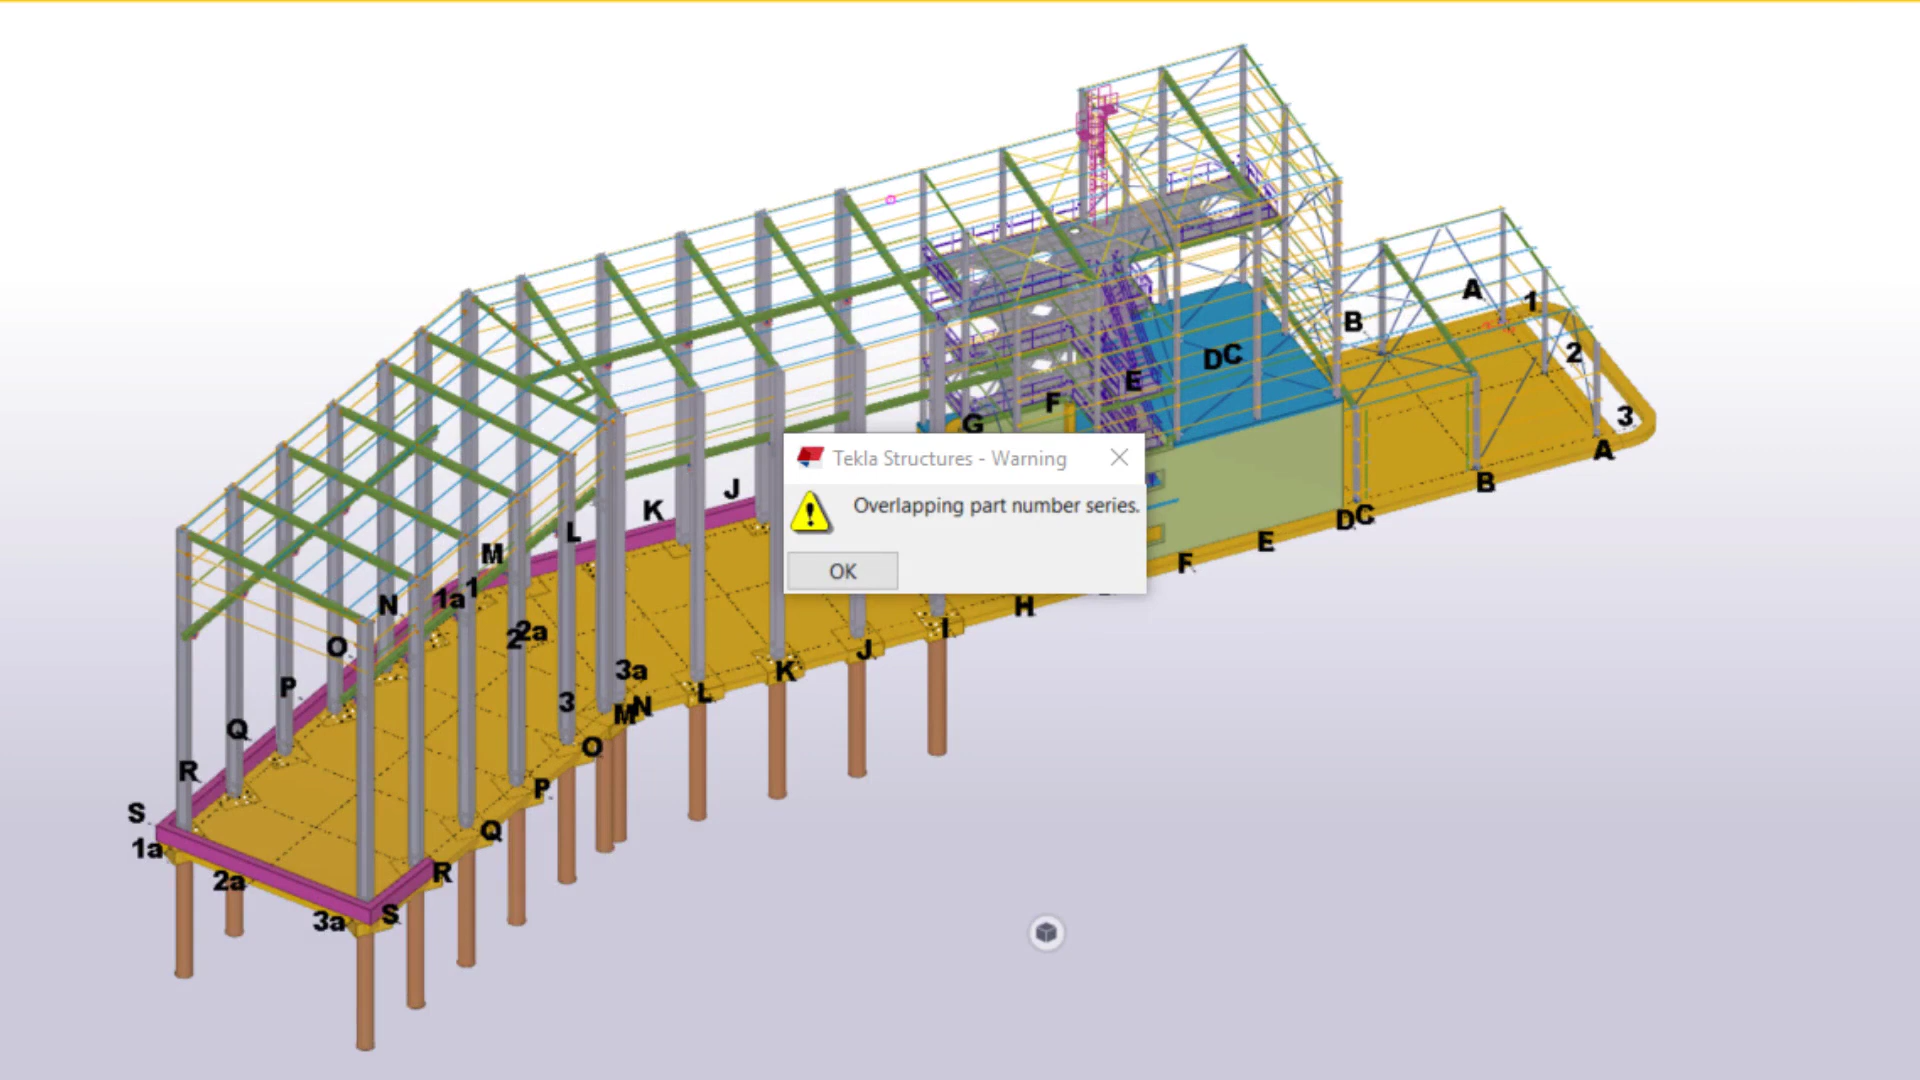 A
1
B
2
DC
E
F
3
G
A
B
J
K
DC
L
E
M
F
1a
1
N
H
2
2a
I
O
J
3a
K
P
L
3
N
M
Q
O
R
P
S
Q
1a
R
2a
S
3a
Tekla Structures - Warning
Overlapping part number series.
OK